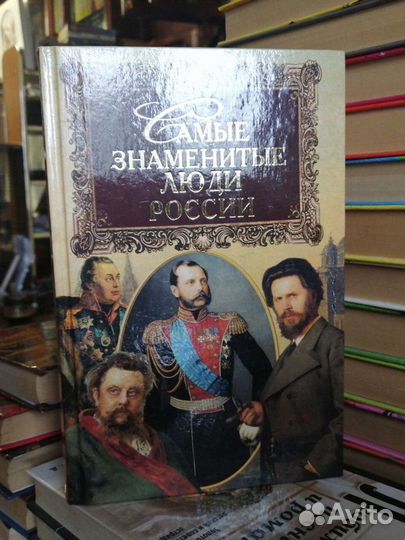 Самые
знаменитые
люди
России
Avito